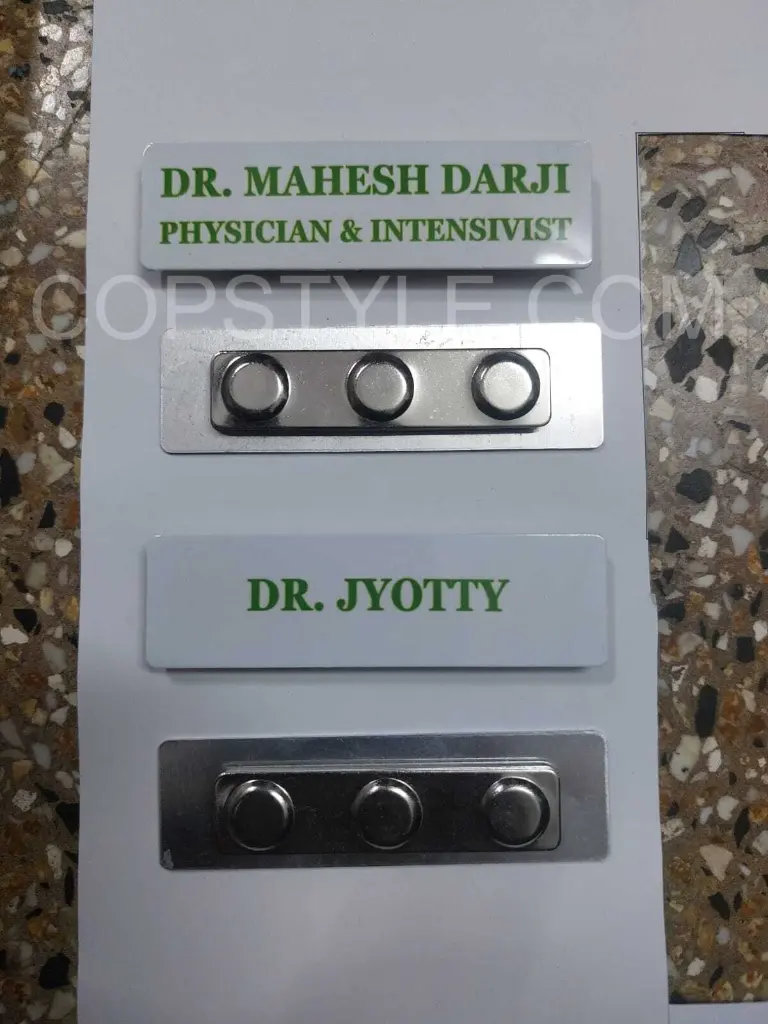 DR. MAHESH DARJI
PHYSICIAN & INTENSIVIST
COPSTYLE.COM
DR. JYOTTY